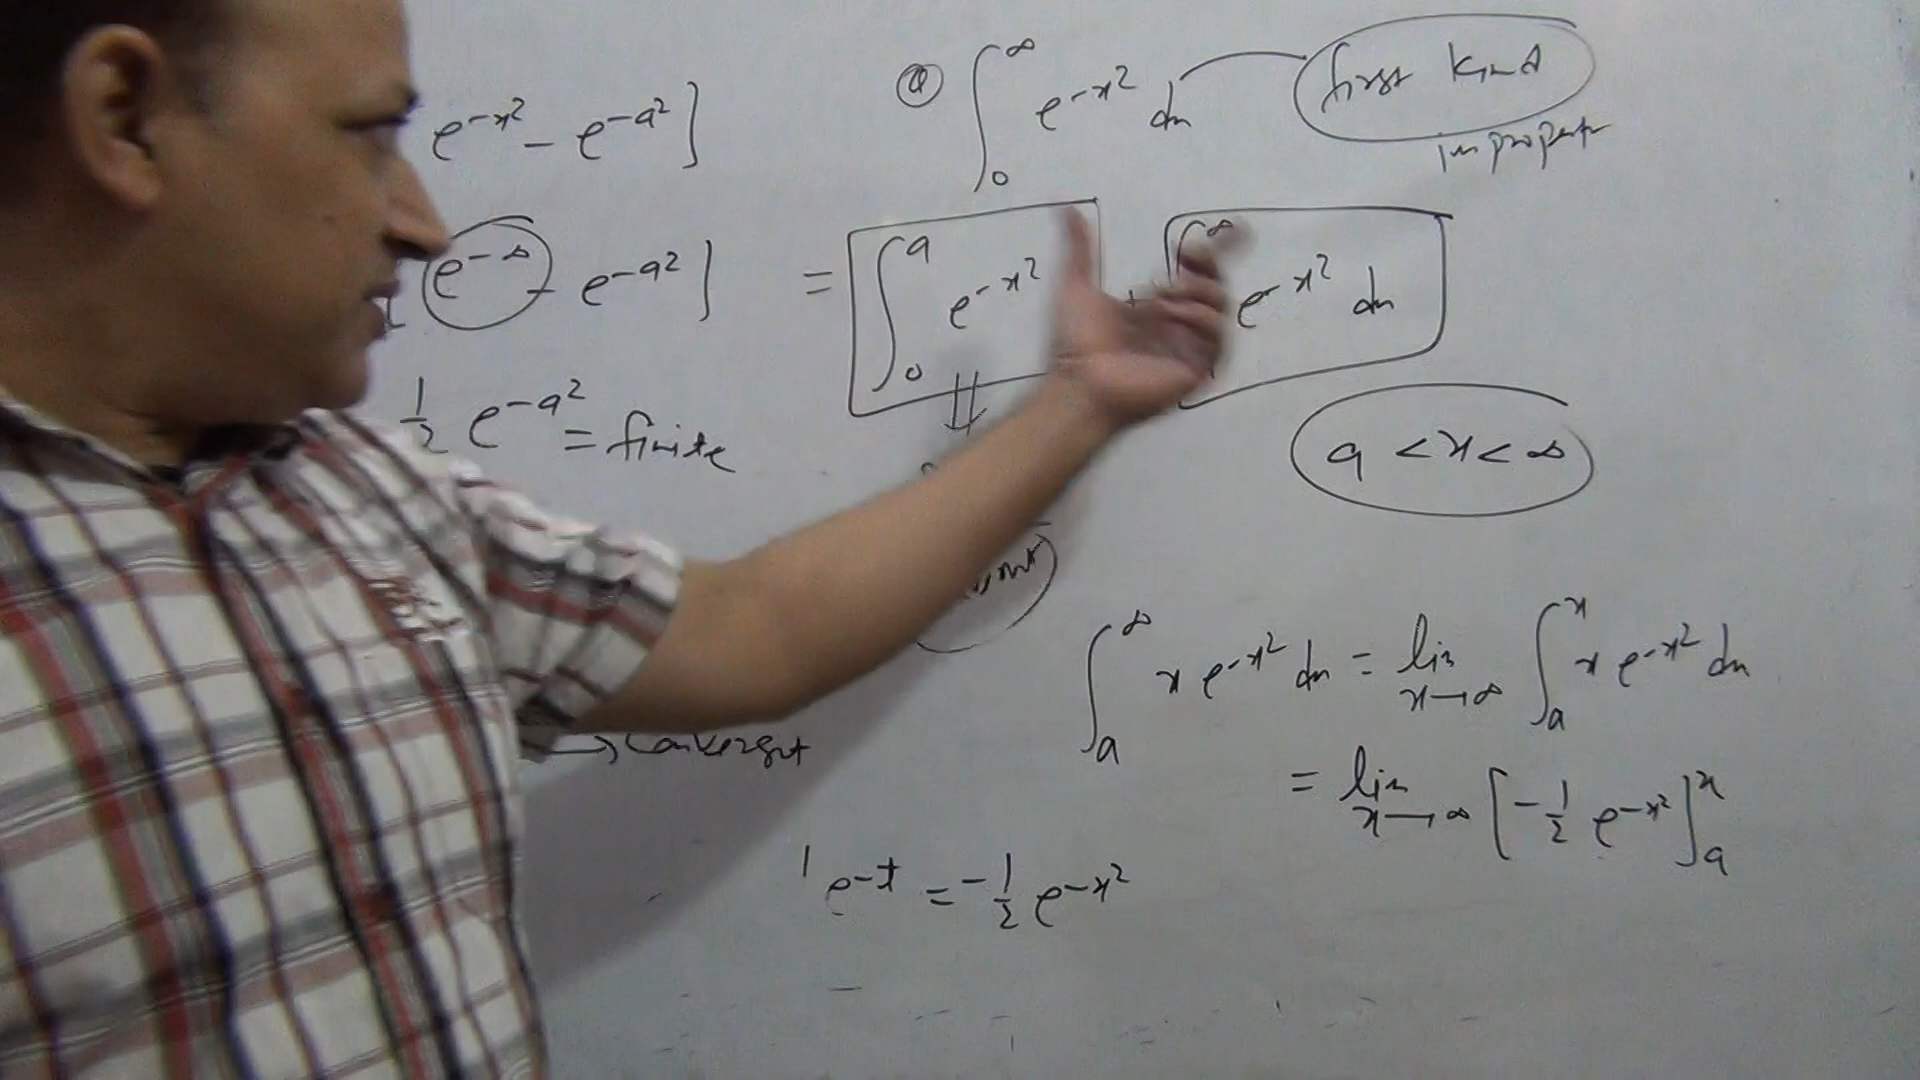 e^{-x^2} - e^{-a^2} ]
e^{-∞} - e^{-a^2} ]
1/2 e^{-a^2} = finite
→ Convergent
Q ∫_0^∞ e^{-x^2} dx
first kind
improper
= ∫_0^a e^{-x^2} ∫^∞ e^{-x^2} dx
a < x < ∞
∫_a^∞ x e^{-x^2} dx = lim_{x→∞} ∫_a^x x e^{-x^2} dx
= lim_{x→∞} [ -1/2 e^{-x^2} ]_a^x
e^{-t} = -1/2 e^{-x^2}